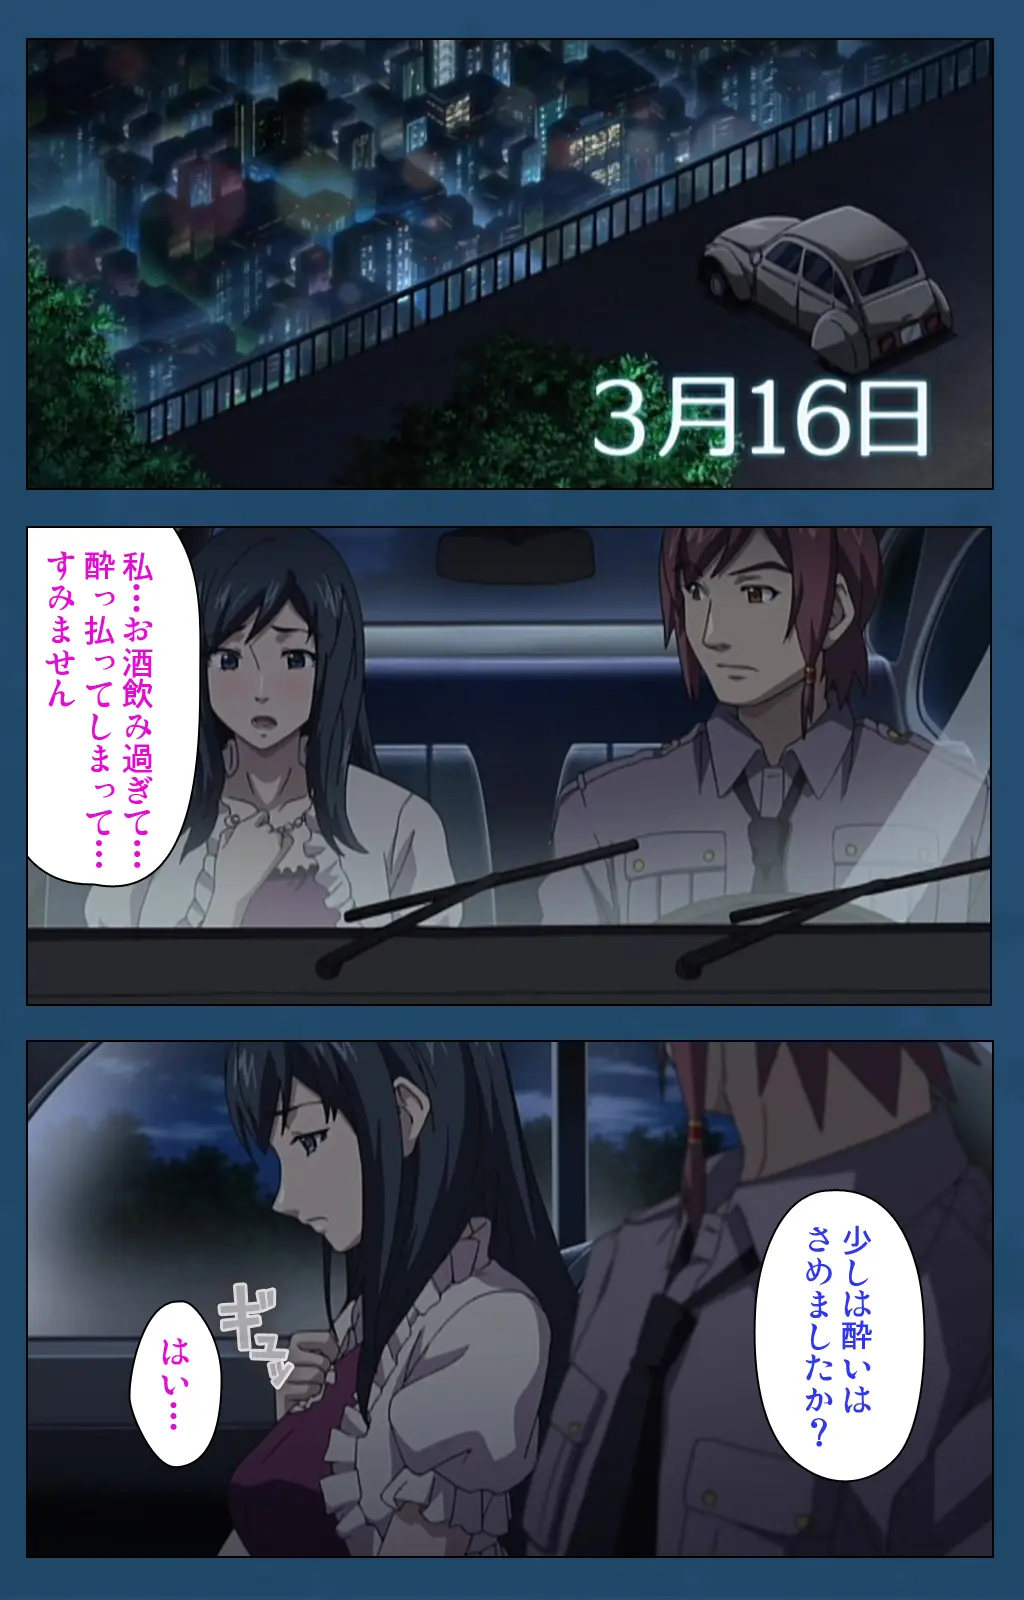 3月16日
私…お酒飲み過ぎて…
酔っ払ってしまって…
すみません
少しは酔いは
さめましたか?
ギュッ
はい…